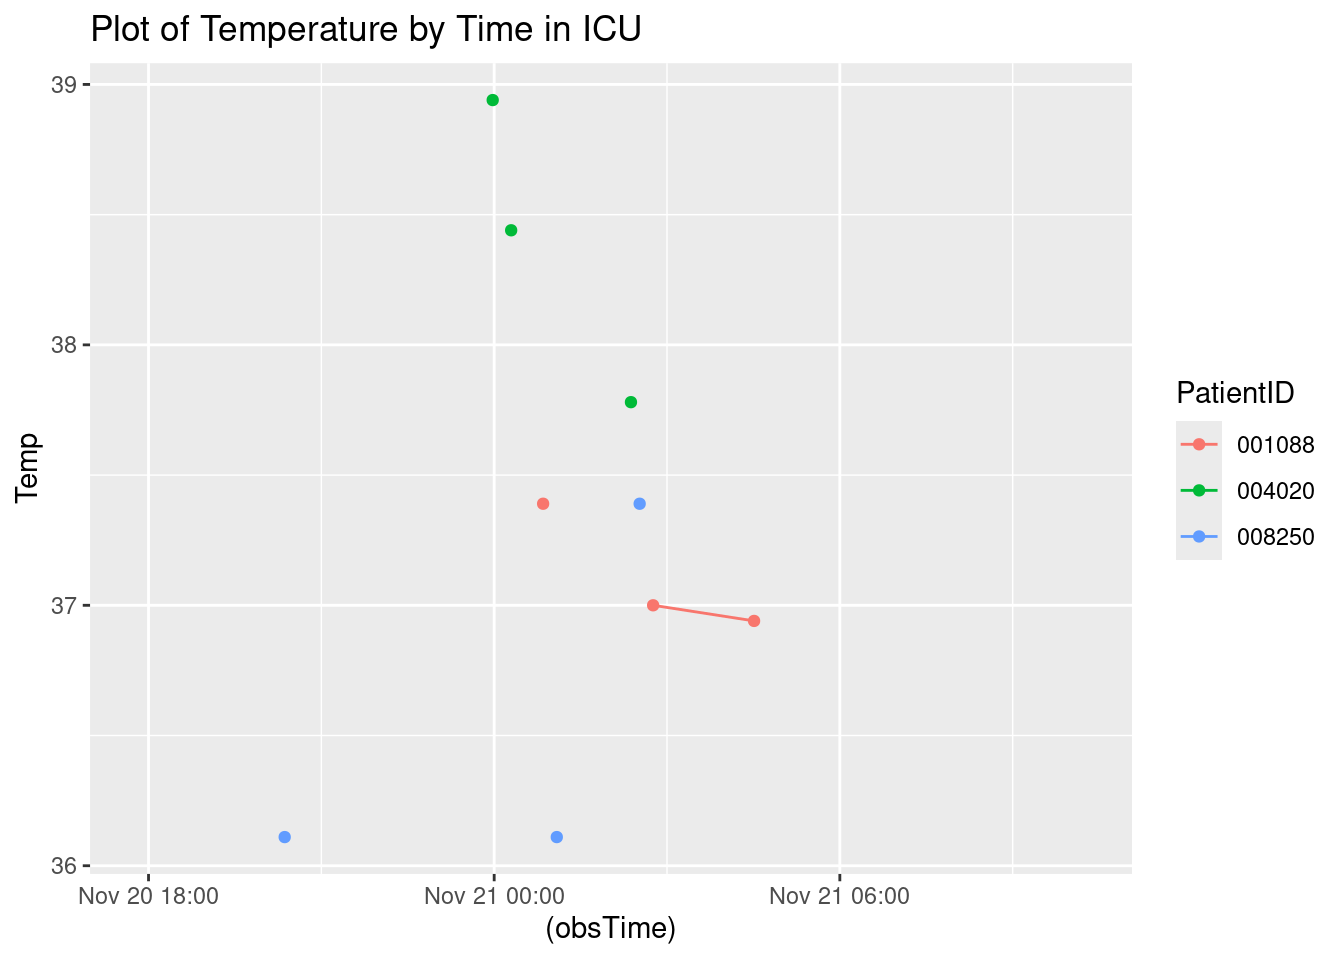 Plot of Temperature by Time in ICU
39
38
37
36
Temp
Nov 20 18:00
Nov 21 00:00
Nov 21 06:00
(obsTime)
PatientID
001088
004020
008250